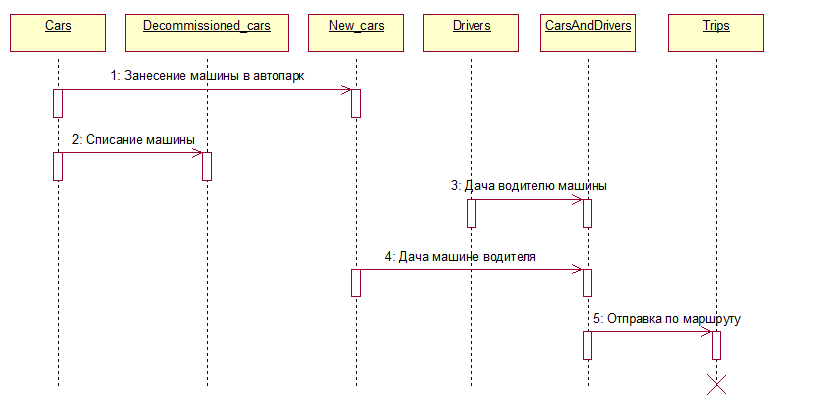 Cars
Decommissioned_cars
New_cars
Drivers
CarsAndDrivers
Trips
1: Занесение машины в автопарк
2: Списание машины
3: Дача водителю машины
4: Дача машине водителя
5: Отправка по маршруту